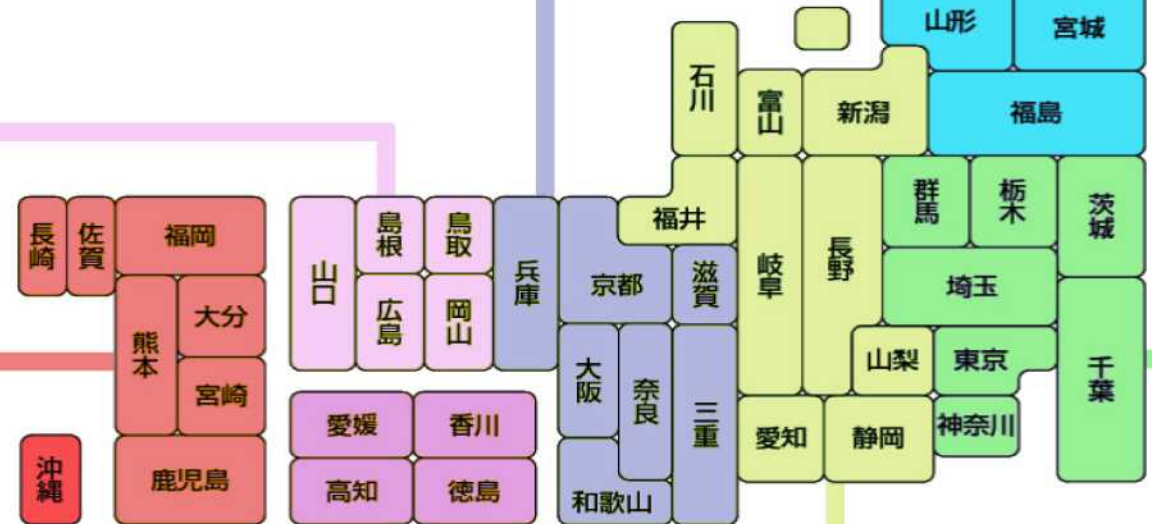 山形
宮城
石川
富山
新潟
福島
群馬
栃木
茨城
長崎
佐賀
福岡
山口
島根
鳥取
兵庫
京都
福井
滋賀
岐阜
長野
埼玉
熊本
大分
広島
岡山
大阪
奈良
三重
山梨
東京
千葉
宮崎
愛媛
香川
愛知
静岡
神奈川
沖縄
鹿児島
高知
徳島
和歌山